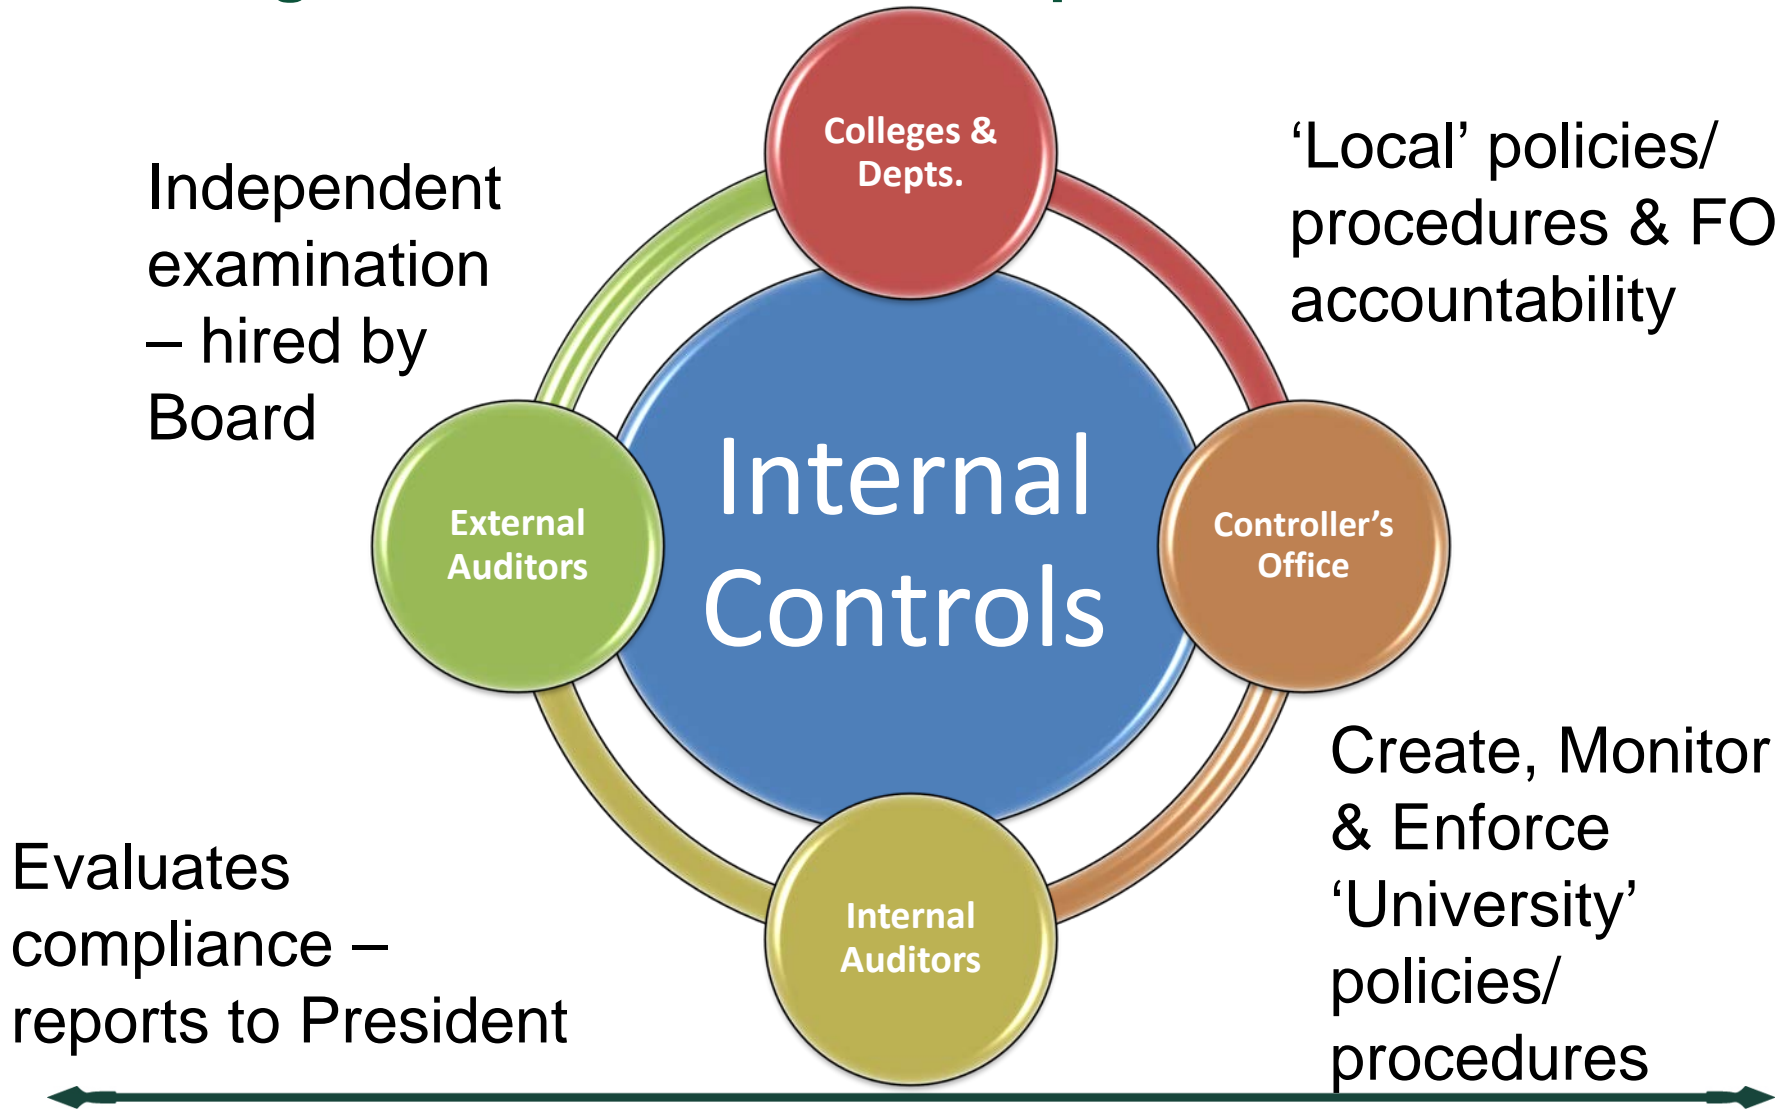 Colleges &
Depts.
‘Local’ policies/
procedures & FO
accountability
Independent
examination
– hired by
Board
Internal
Controls
External
Auditors
Controller’s
Office
Create, Monitor
& Enforce
‘University’
policies/
procedures
Internal
Auditors
Evaluates
compliance –
reports to President